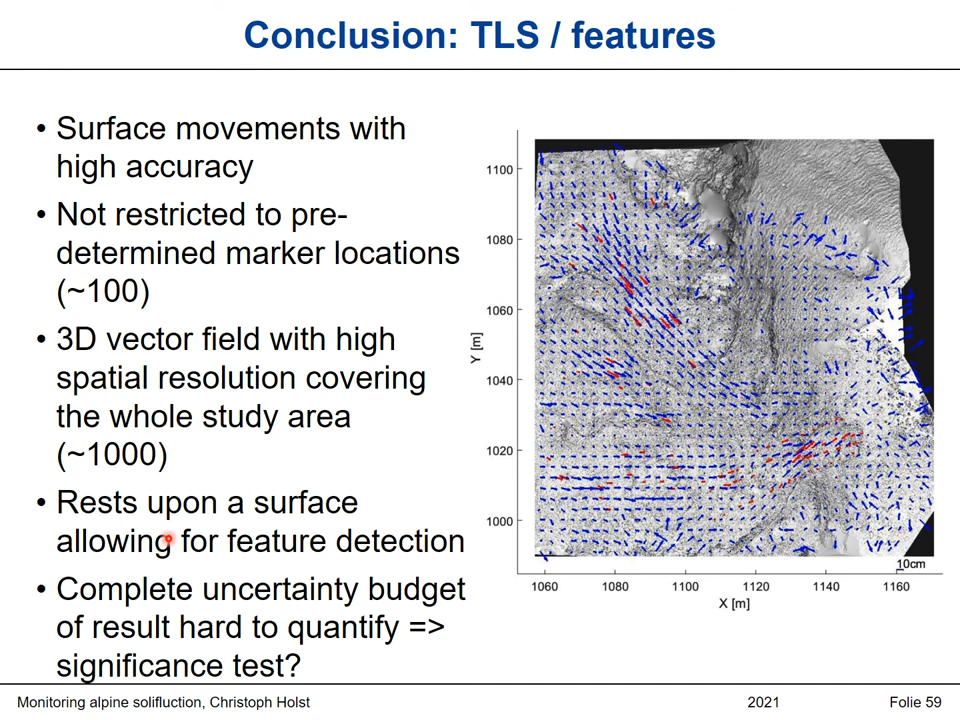 Conclusion: TLS / features
• Surface movements with
high accuracy
• Not restricted to pre-
determined marker locations
(~100)
• 3D vector field with high
spatial resolution covering
the whole study area
(~1000)
• Rests upon a surface
allowing for feature detection
• Complete uncertainty budget
of result hard to quantify =>
significance test?
1100
1080
1060
1040
1020
1000
Y [m]
10cm
1060 1080 1100 1120 1140 1160
X [m]
Monitoring alpine solifluction, Christoph Holst 2021 Folie 59